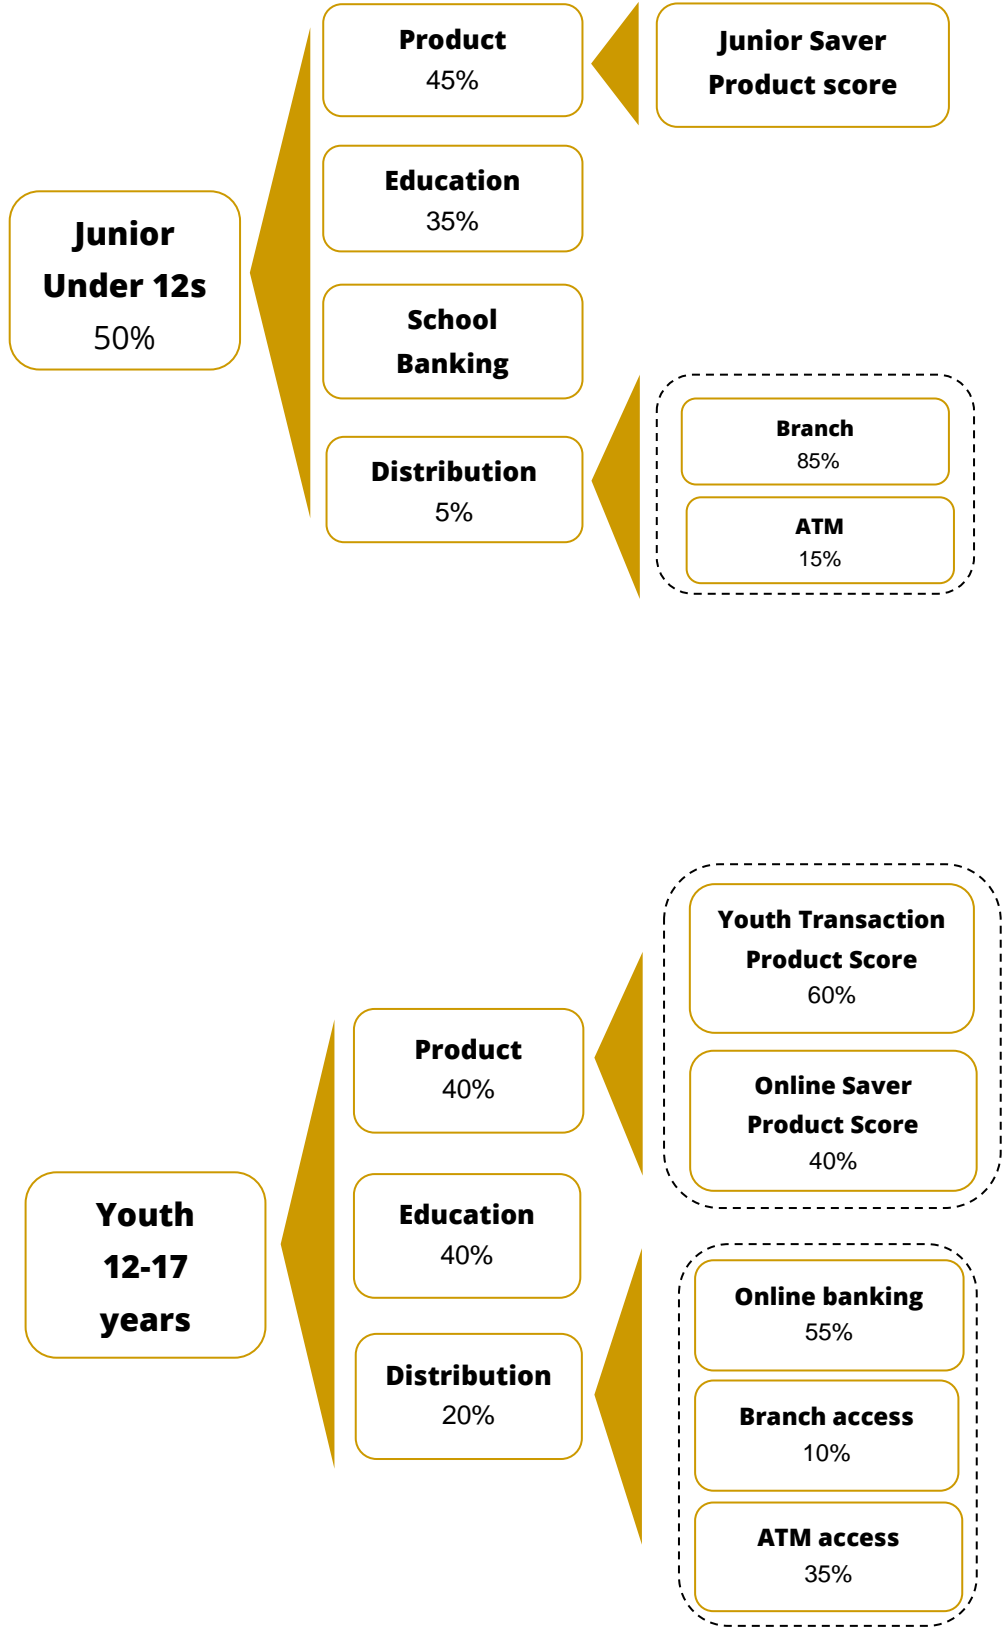 Junior
Under 12s
50%
Product
45%
Education
35%
School
Banking
Distribution
5%
Junior Saver
Product score
Branch
85%
ATM
15%
Youth
12-17
years
Product
40%
Education
40%
Distribution
20%
Youth Transaction
Product Score
60%
Online Saver
Product Score
40%
Online banking
55%
Branch access
10%
ATM access
35%